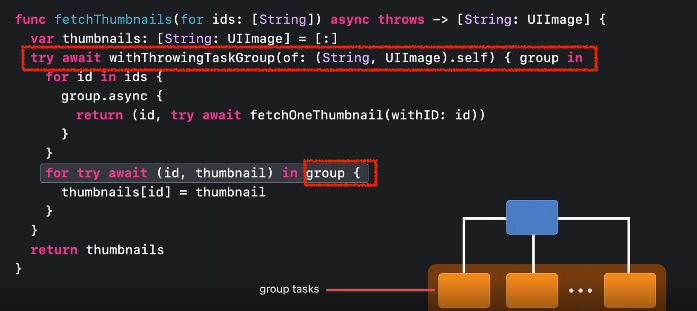 func fetchThumbnails(for ids: [String]) async throws -> [String: UIImage] {
var thumbnails: [String: UIImage] = [:]
try await withThrowingTaskGroup(of: (String, UIImage).self) { group in
for id in ids {
group.async {
return (id, try await fetchOneThumbnail(withID: id))
}
}
for try await (id, thumbnail) in group {
thumbnails[id] = thumbnail
}
}
return thumbnails
}
group tasks